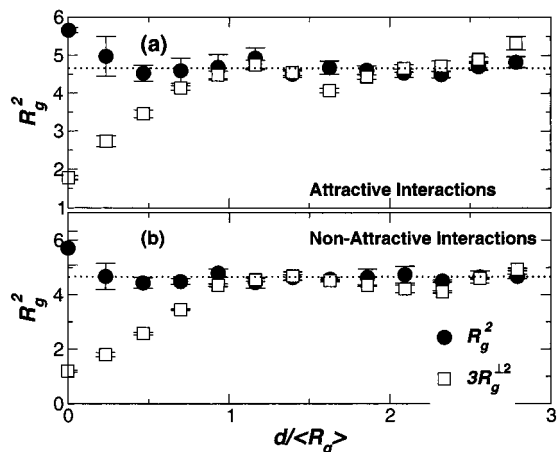 6
(a)
5
4
R_g^2
3
2
Attractive Interactions
1
6
(b) Non-Attractive Interactions
4
R_g^2
R_g^2
2
3R_g^{⊥2}
0
0 1 2 3
d/<R_g>